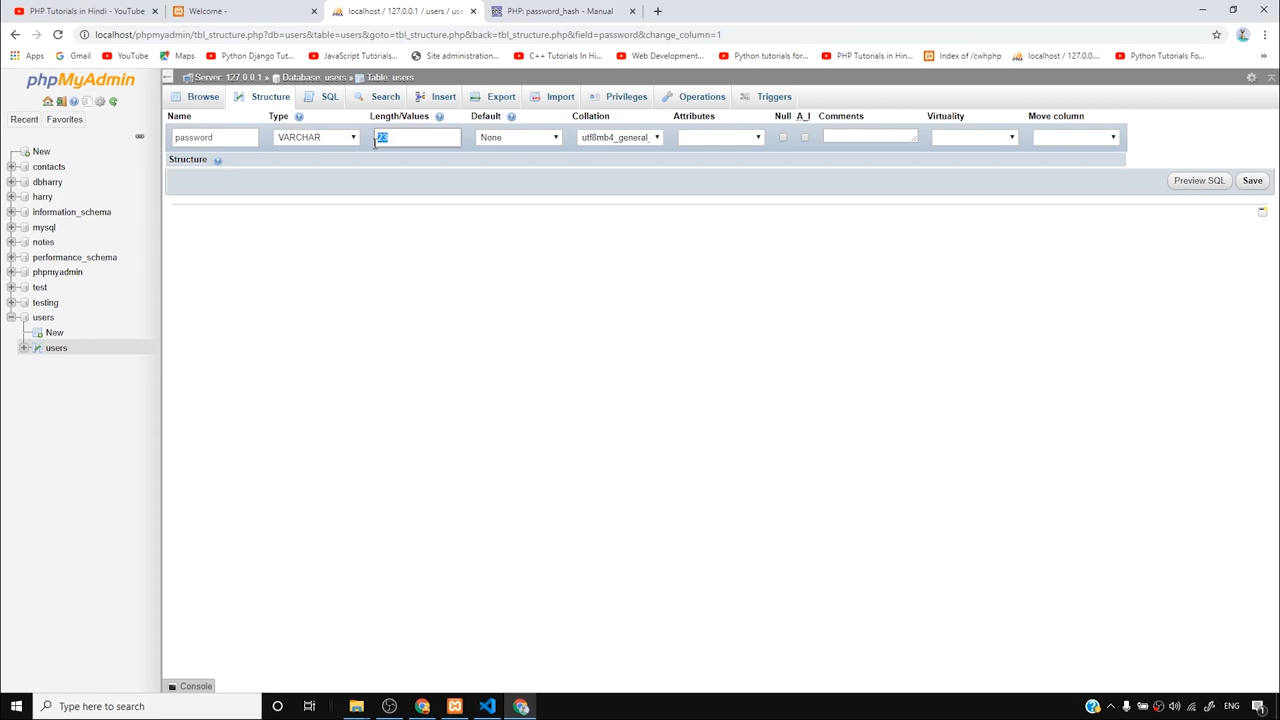 PHP Tutorials in Hindi - YouTube
Welcome -
localhost / 127.0.0.1 / users / use
PHP: password_hash - Manual
localhost/phpmyadmin/tbl_structure.php?db=users&table=users&goto=tbl_structure.php&back=tbl_structure.php&field=password&change_column=1
Apps
Gmail
YouTube
Maps
Python Django Tut...
JavaScript Tutorials...
Site administration...
C++ Tutorials In Hi...
Web Development...
Python tutorials for...
PHP Tutorials in Hin...
Index of /cwhphp
localhost / 127.0.0....
Python Tutorials Fo...
phpMyAdmin
Recent
Favorites
New
contacts
dbharry
harry
information_schema
mysql
notes
performance_schema
phpmyadmin
test
testing
users
New
users
Server: 127.0.0.1 » Database: users » Table: users
Browse
Structure
SQL
Search
Insert
Export
Import
Privileges
Operations
Triggers
Name
Type
Length/Values
Default
Collation
Attributes
Null
A_I
Comments
Virtuality
Move column
password
VARCHAR
23
None
utf8mb4_general_
Structure
Preview SQL
Save
Console
Type here to search
ENG